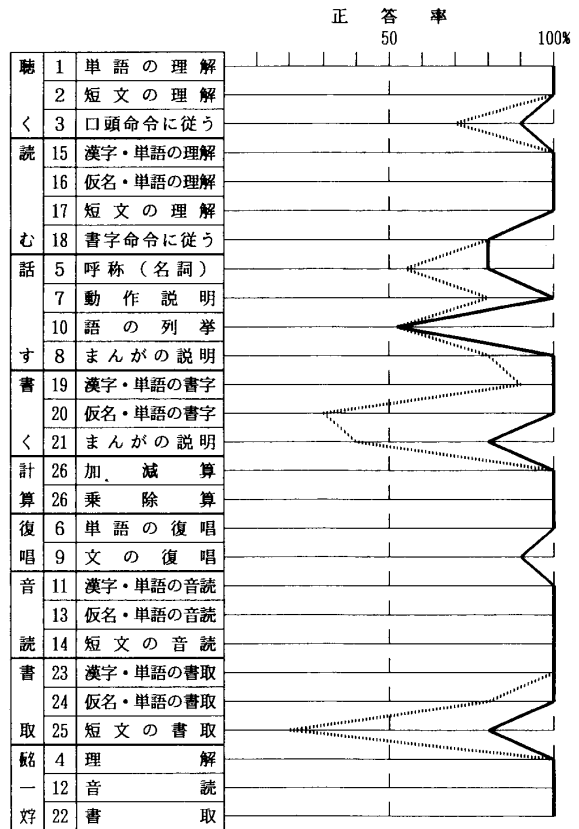 正答率
50 100%
聴 1 単語の理解
2 短文の理解
く 3 口頭命令に従う
読 15 漢字・単語の理解
16 仮名・単語の理解
17 短文の理解
む 18 書字命令に従う
話 5 呼称(名詞)
7 動作説明
10 語の列挙
す 8 まんがの説明
書 19 漢字・単語の書字
20 仮名・単語の書字
く 21 まんがの説明
計 26 加減算
算 26 乗除算
復 6 単語の復唱
唱 9 文の復唱
音 11 漢字・単語の音読
13 仮名・単語の音読
読 14 短文の音読
書 23 漢字・単語の書取
24 仮名・単語の書取
取 25 短文の書取
4 理解
一 12 音読
22 書取